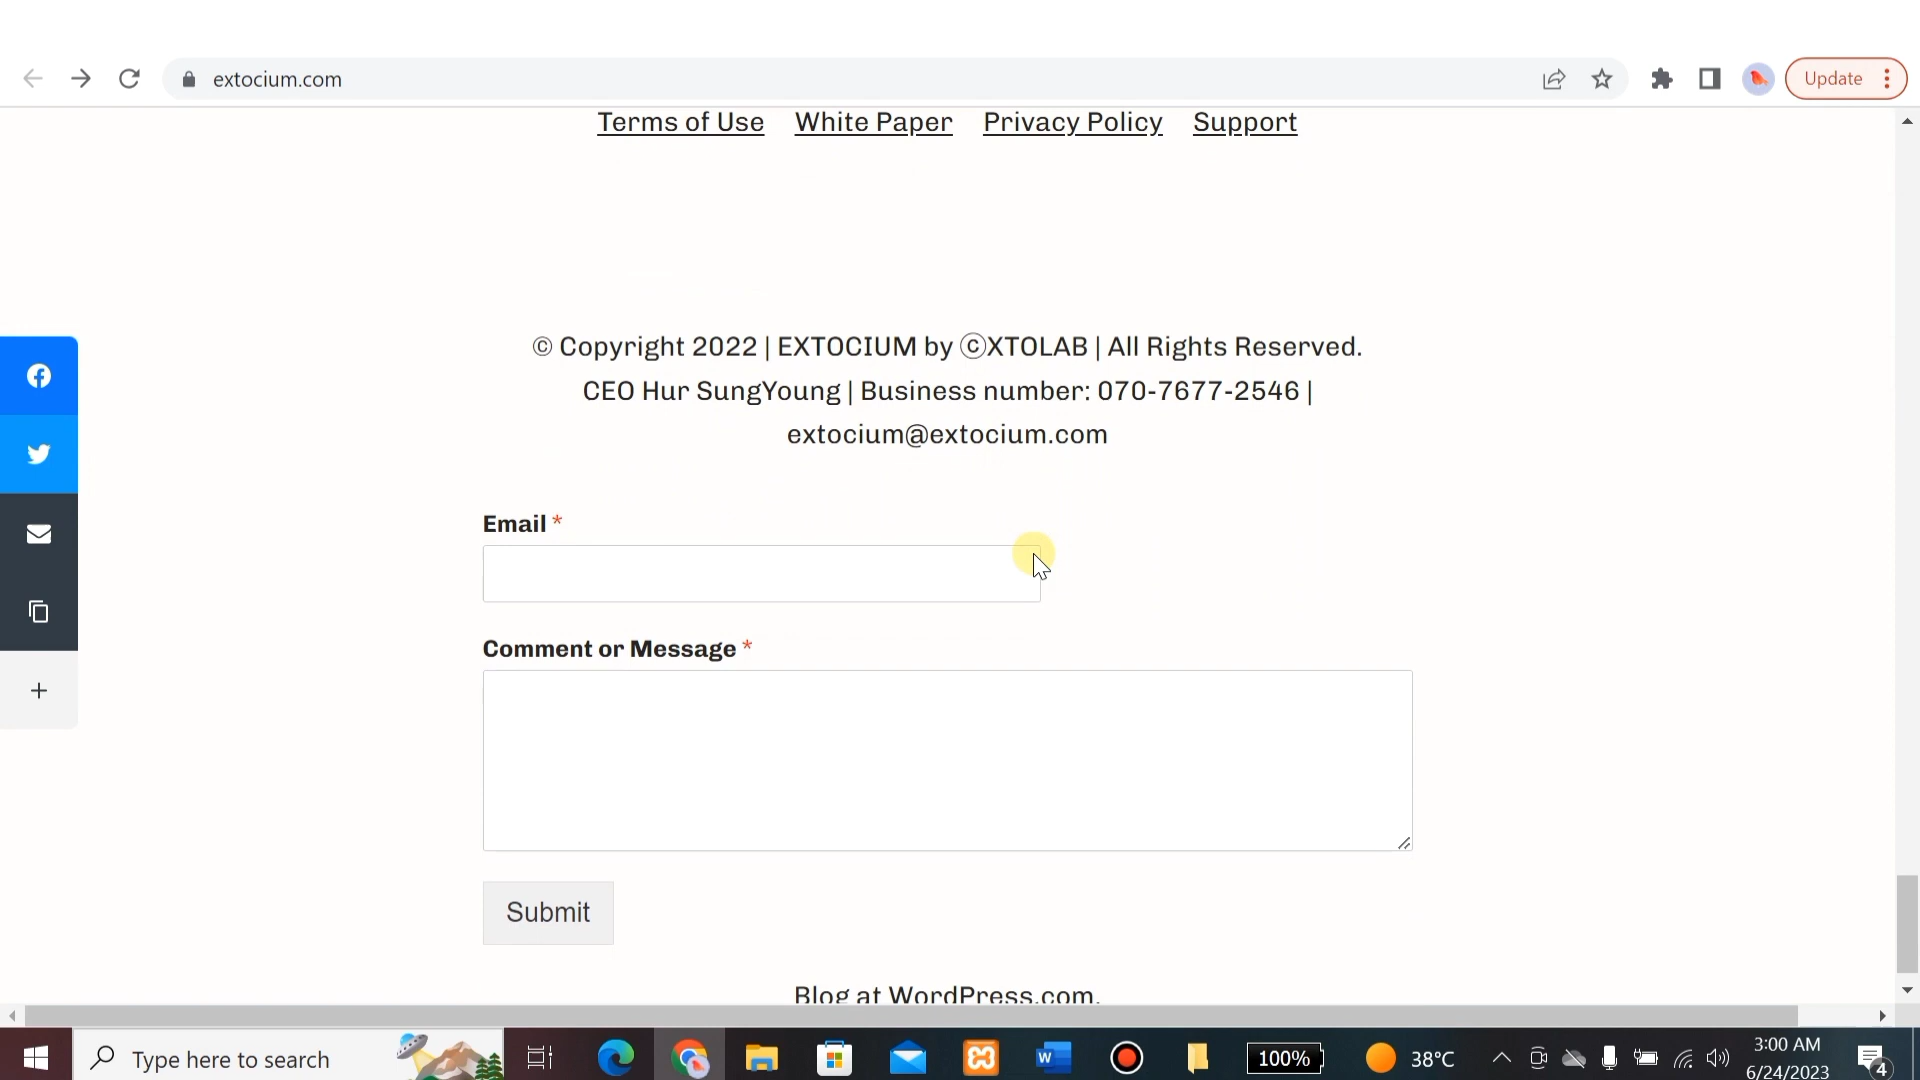 extocium.com
Update
Terms of Use White Paper Privacy Policy Support
© Copyright 2022 | EXTOCIUM by ⓒXTOLAB | All Rights Reserved.
CEO Hur SungYoung | Business number: 070-7677-2546 |
extocium@extocium.com
Email *
Comment or Message *
Submit
Blog at WordPress.com.
Type here to search
100%
38°C
3:00 AM
6/24/2023
4